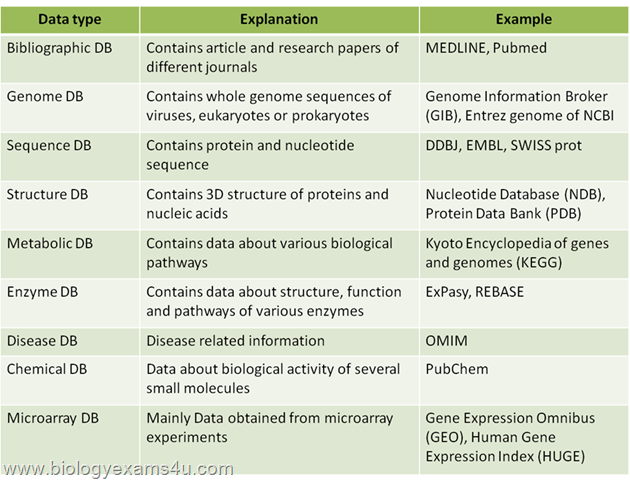 Data type Explanation Example
Bibliographic DB Contains article and research papers of MEDLINE, Pubmed
different journals
Genome DB Contains whole genome sequences of Genome Information Broker
viruses, eukaryotes or prokaryotes (GIB), Entrez genome of NCBI
Sequence DB Contains protein and nucleotide DDBJ, EMBL, SWISS prot
sequence
Structure DB Contains 3D structure of proteins and Nucleotide Database (NDB),
nucleic acids Protein Data Bank (PDB)
Metabolic DB Contains data about various biological Kyoto Encyclopedia of genes
pathways and genomes (KEGG)
Enzyme DB Contains data about structure, function ExPasy, REBASE
and pathways of various enzymes
Disease DB Disease related information OMIM
Chemical DB Data about biological activity of several PubChem
small molecules
Microarray DB Mainly Data obtained from microarray Gene Expression Omnibus
experiments (GEO), Human Gene
Expression Index (HUGE)
www.biologyexams4u.com